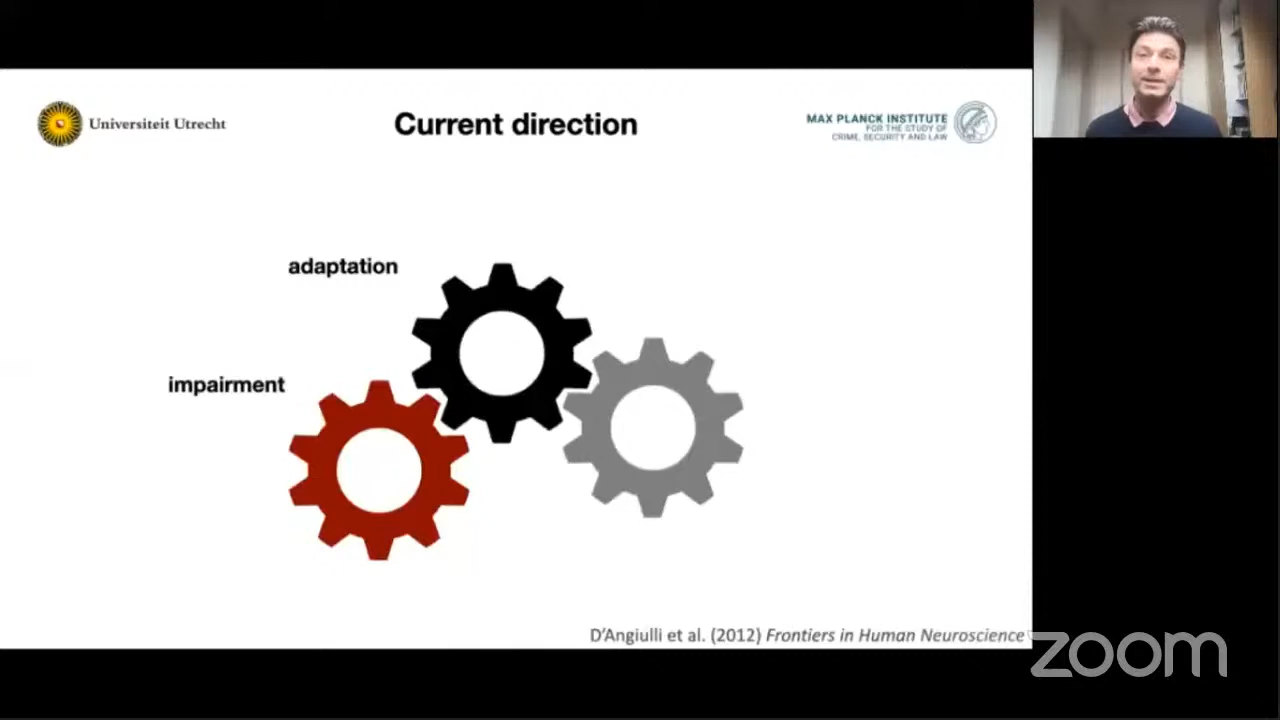 Universiteit Utrecht
Current direction
MAX PLANCK INSTITUTE
FOR THE STUDY OF
CRIME, SECURITY AND LAW
adaptation
impairment
D'Angiulli et al. (2012) Frontiers in Human Neuroscience
zoom